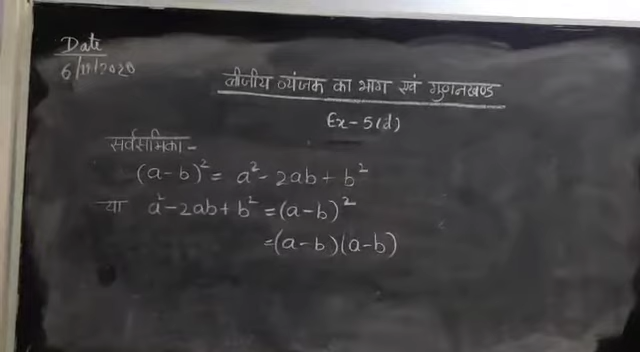 Date
6/11/2020
बीजीय व्यंजक का भाग एवं गुणनखण्ड
Ex-5(d)
सर्वसमिका-
(a-b)² = a² - 2ab + b²
या a² - 2ab + b² = (a-b)²
= (a-b)(a-b)